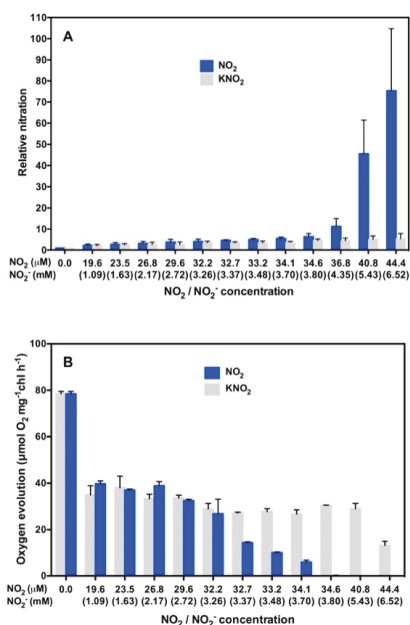 A
110
100
90
80
70
60
50
40
30
20
10
0
Relative nitration
NO₂
KNO₂
NO₂ (µM) 0.0 19.6 23.5 26.8 29.6 32.2 32.7 33.2 34.1 34.6 36.8 40.8 44.4
NO₂⁻ (mM) (1.09) (1.63) (2.17) (2.72) (3.26) (3.37) (3.48) (3.70) (3.80) (4.35) (5.43) (6.52)
NO₂ / NO₂⁻ concentration
B
100
80
60
40
20
0
Oxygen evolution (µmol O₂ mg⁻¹chl h⁻¹)
NO₂
KNO₂
NO₂ (µM) 0.0 19.6 23.5 26.8 29.6 32.2 32.7 33.2 34.1 34.6 40.8 44.4
NO₂⁻ (mM) (1.09) (1.63) (2.17) (2.72) (3.26) (3.37) (3.48) (3.70) (3.80) (5.43) (6.52)
NO₂ / NO₂⁻ concentration